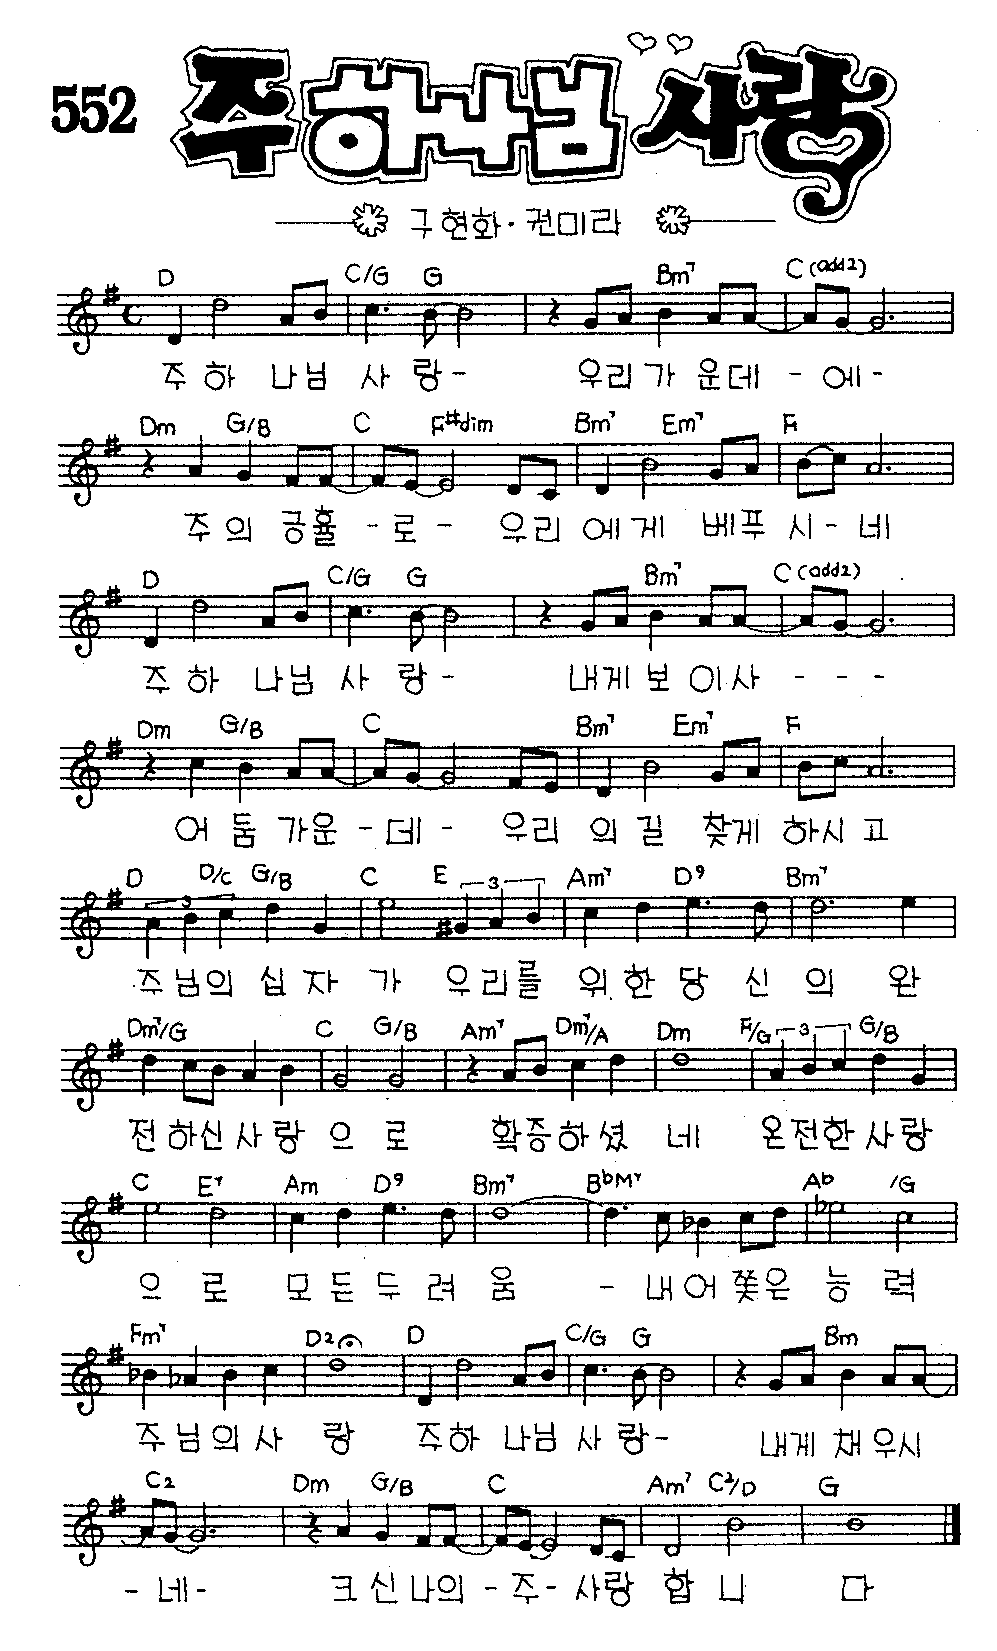 552 주 하나님 사랑
구현화·권미라
D C/G G Bm7 C (add2)
주 하 나님 사 랑- 우리 가 운데 - 에-
Dm G/B C F#dim Bm7 Em7 F
주 의 긍휼 - 로 - 우리 에게 베푸 시 - 네
D C/G G Bm7 C (add2)
주 하 나님 사 랑- 내게 보 이사 - - -
Dm G/B C Bm7 Em7 F
어 둠 가운 - 데 - 우리 의 길 찾게 하시 고
D D/C G/B C E 3 Am7 D9 Bm7
3
주 님의 십 자 가 우리를 위 한 당 신 의 완
Dm7/G C G/B Am7 Dm7/A Dm F/G 3 G/B
전 하신 사 랑 으 로 확증하 셨 네 온전한 사랑
C E7 Am D9 Bm7 BbM7 Ab /G
으 로 모 든 두 려 움 - 내어 쫓은 능 력
Fm7 D2 D C/G G Bm
주 님 의 사 랑 주 하 나님 사 랑- 내게 채 우시
C2 Dm G/B C Am7 C2/D G
- 네- 크 신 나의 - 주 - 사랑 합 니 다